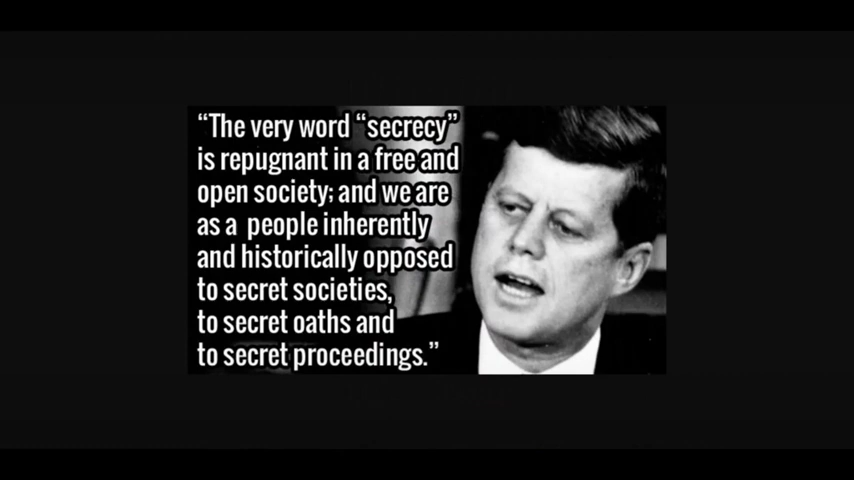 “The very word “secrecy”
is repugnant in a free and
open society; and we are
as a people inherently
and historically opposed
to secret societies,
to secret oaths and
to secret proceedings.”